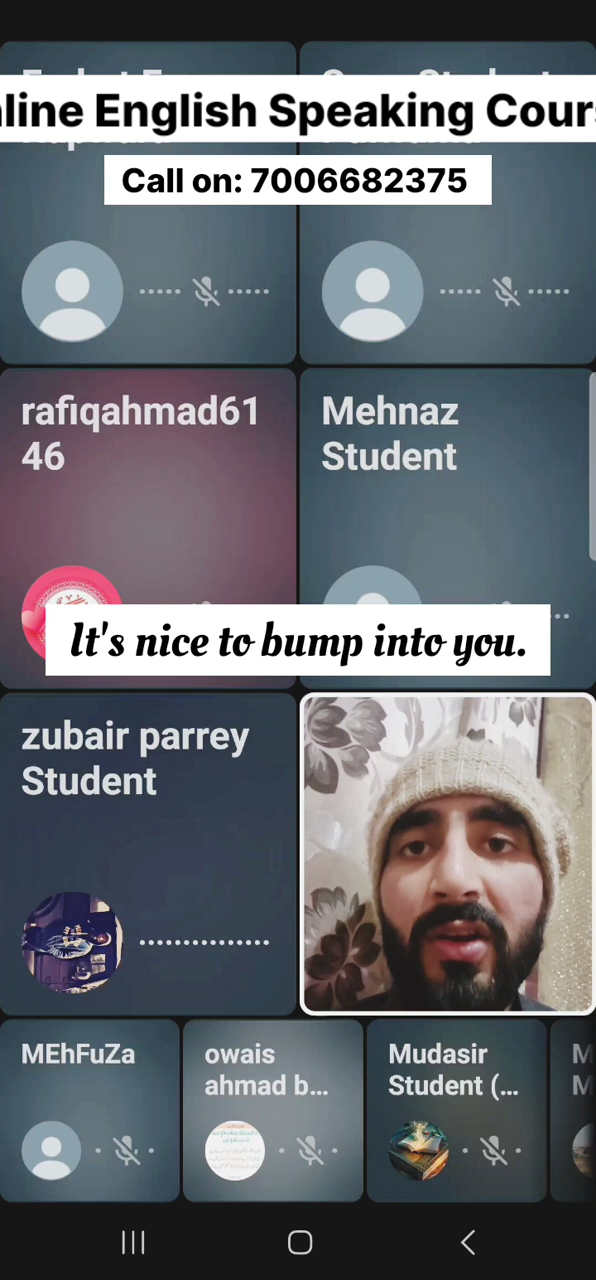 nline English Speaking Cours
Call on: 7006682375
rafiqahmad61
46
Mehnaz
Student
It's nice to bump into you.
zubair parrey
Student
MEhFuZa
owais
ahmad b...
Mudasir
Student (...
M
M